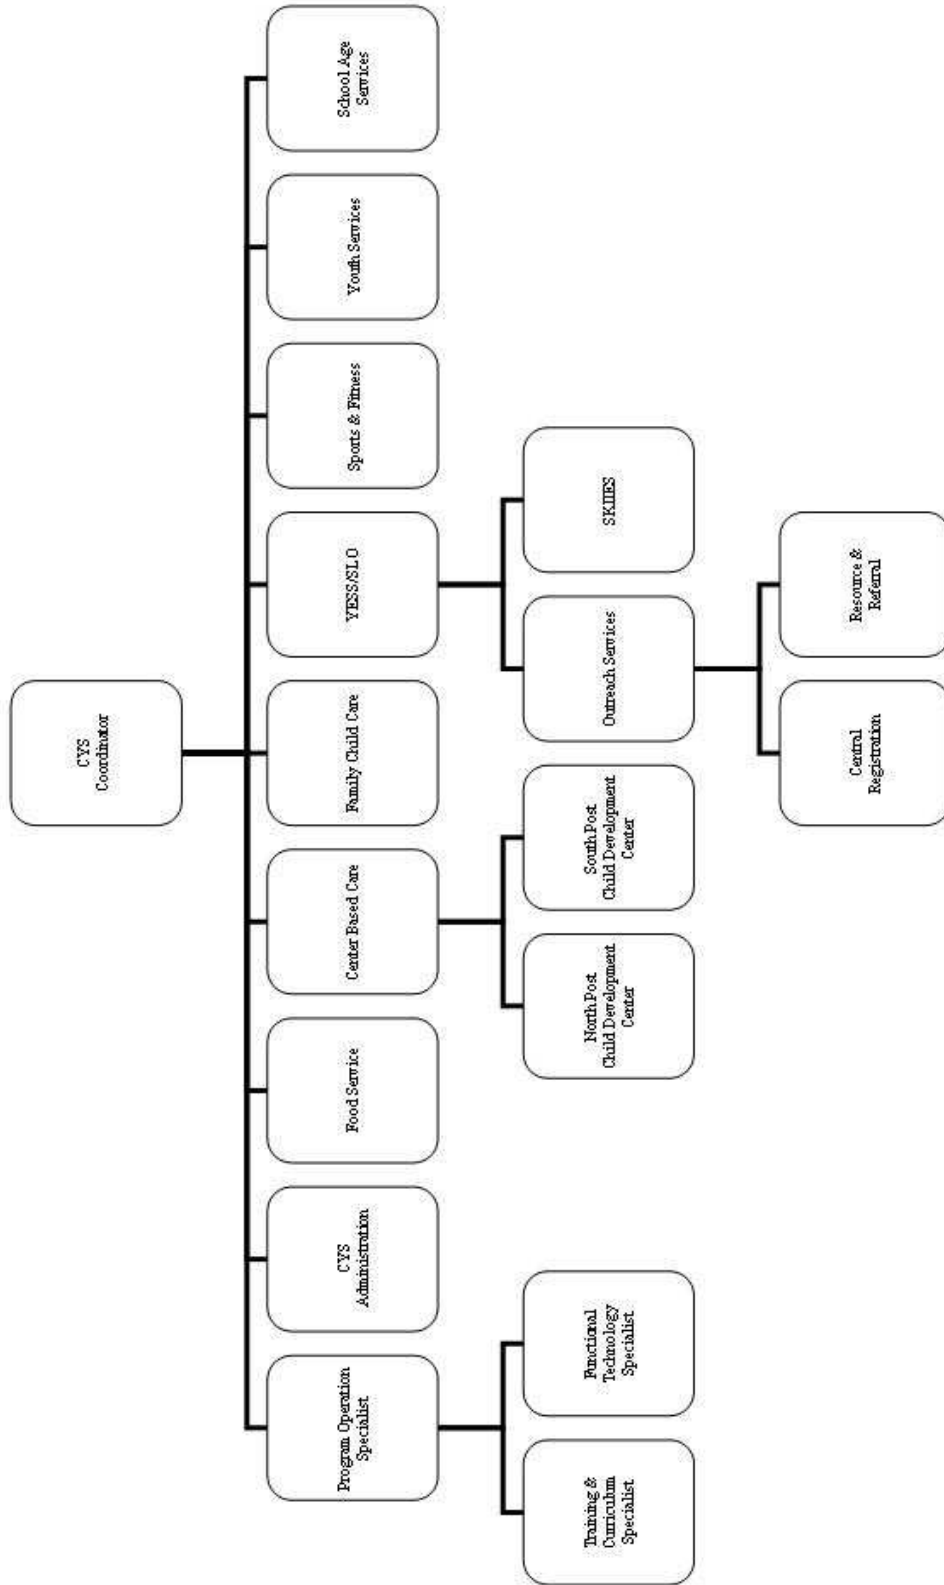 CYS
Coordinator
Program Operation
Specialist
CYS
Administration
Food Service
Center Based Care
Family Child Care
YESS/SLO
Sports & Fitness
Youth Services
School Age
Services
Training &
Curriculum
Specialist
Functional
Technology
Specialist
North Post
Child Development
Center
South Post
Child Development
Center
Outreach Services
SKIIES
Central
Registration
Resource &
Referral